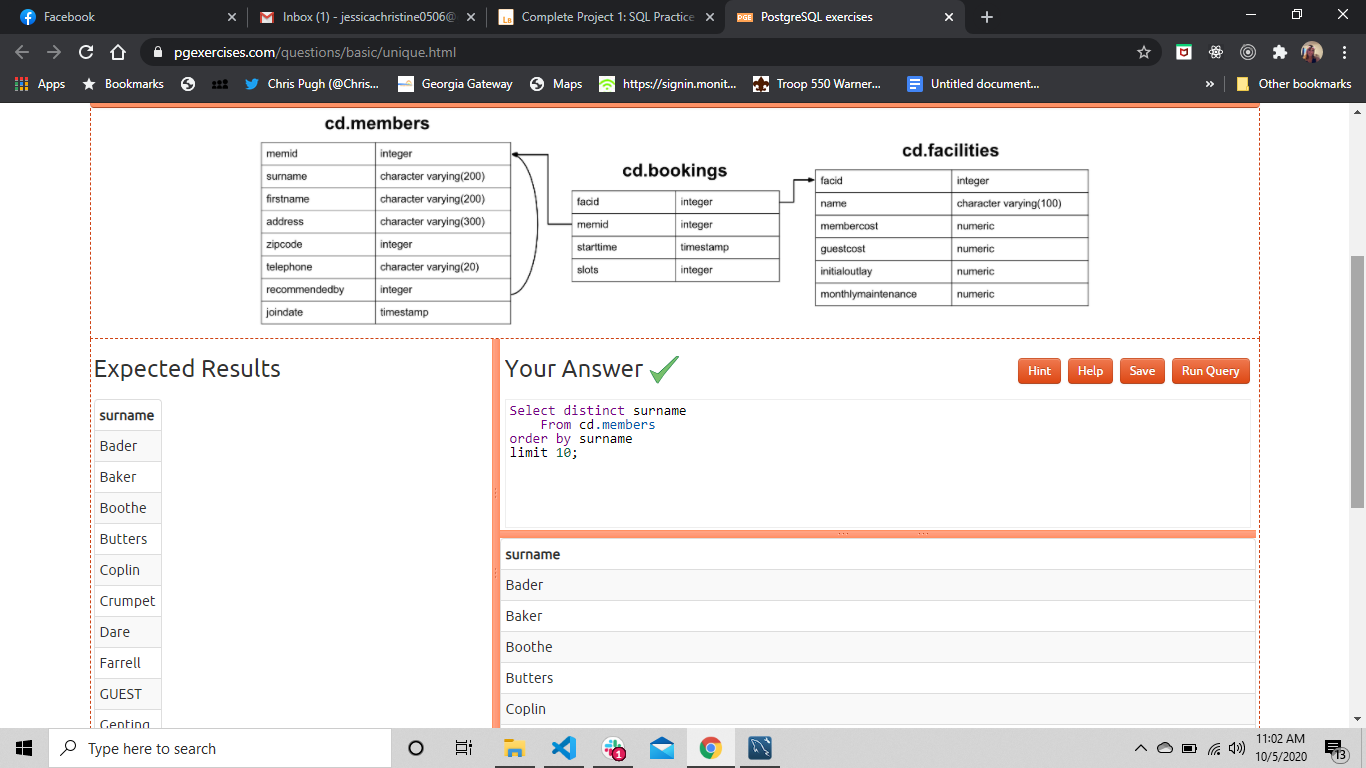 Facebook
Inbox (1) - jessicachristine0506@
Complete Project 1: SQL Practice
PGE PostgreSQL exercises
pgexercises.com/questions/basic/unique.html
Apps Bookmarks Chris Pugh (@Chris... Georgia Gateway Maps https://signin.monit... Troop 550 Warner... Untitled document... » Other bookmarks
cd.members
memid integer
surname character varying(200)
firstname character varying(200)
address character varying(300)
zipcode integer
telephone character varying(20)
recommendedby integer
joindate timestamp
cd.bookings
facid integer
memid integer
starttime timestamp
slots integer
cd.facilities
facid integer
name character varying(100)
membercost numeric
guestcost numeric
initialoutlay numeric
monthlymaintenance numeric
Expected Results
surname
Bader
Baker
Boothe
Butters
Coplin
Crumpet
Dare
Farrell
GUEST
Genting
Your Answer
Hint Help Save Run Query
Select distinct surname
From cd.members
order by surname
limit 10;
surname
Bader
Baker
Boothe
Butters
Coplin
Type here to search
1
11:02 AM
10/5/2020
13